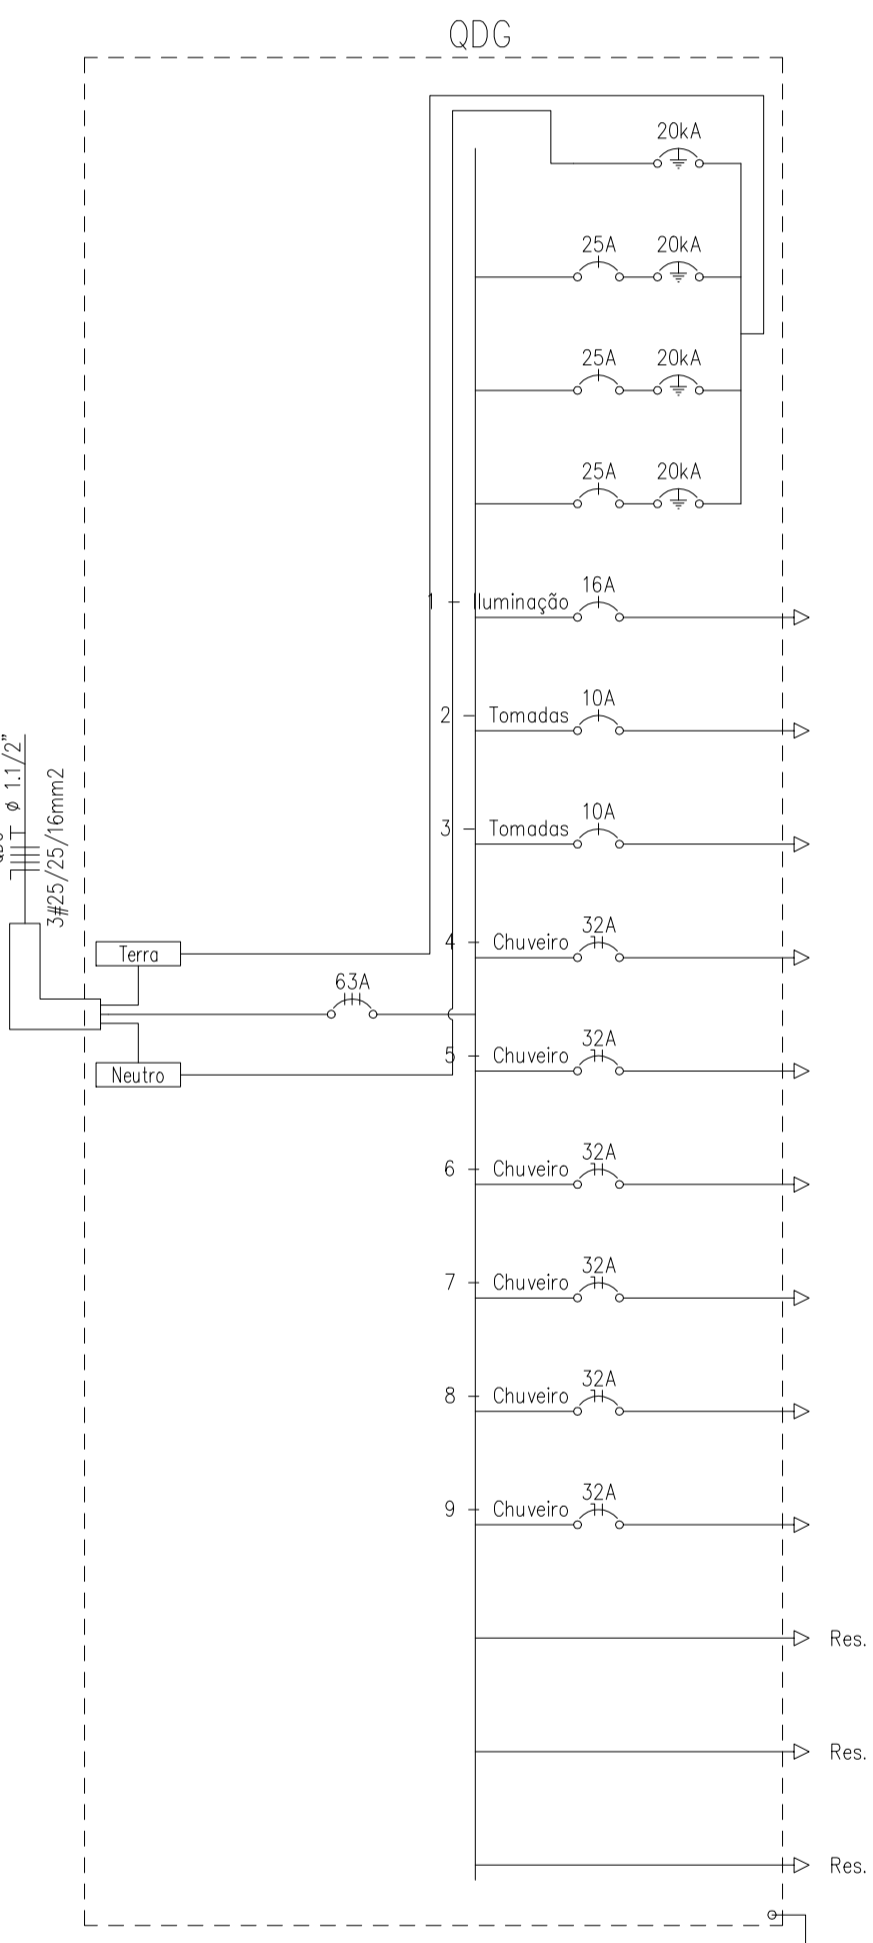 QDG
20kA
25A 20kA
25A 20kA
25A 20kA
1 - Iluminação 16A
2 - Tomadas 10A
3 - Tomadas 10A
ø 1.1/2"
3#25/25/16mm2
4 - Chuveiro 32A
Terra
63A
5 - Chuveiro 32A
Neutro
6 - Chuveiro 32A
7 - Chuveiro 32A
8 - Chuveiro 32A
9 - Chuveiro 32A
Res.
Res.
Res.